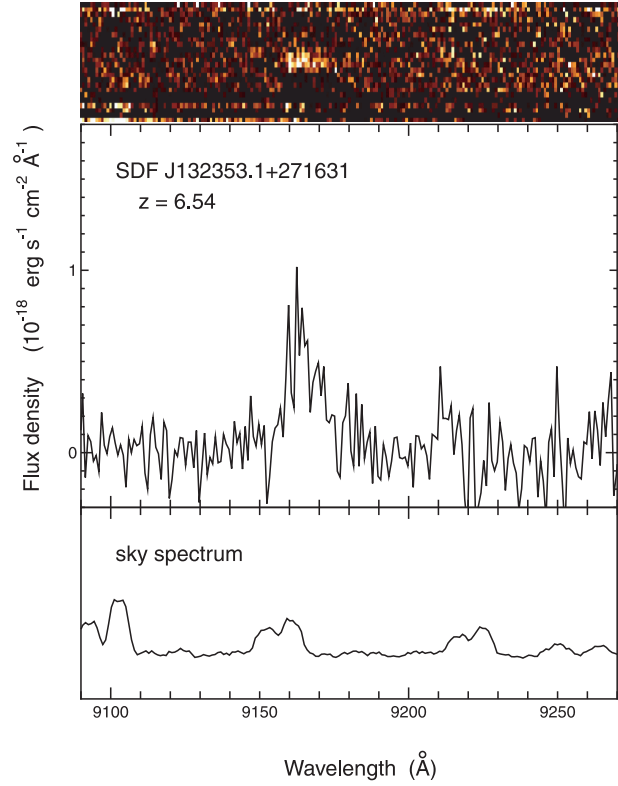 SDF J132353.1+271631
z = 6.54
Flux density (10⁻¹⁸ erg s⁻¹ cm⁻² Å⁻¹)
1
0
sky spectrum
9100 9150 9200 9250
Wavelength (Å)